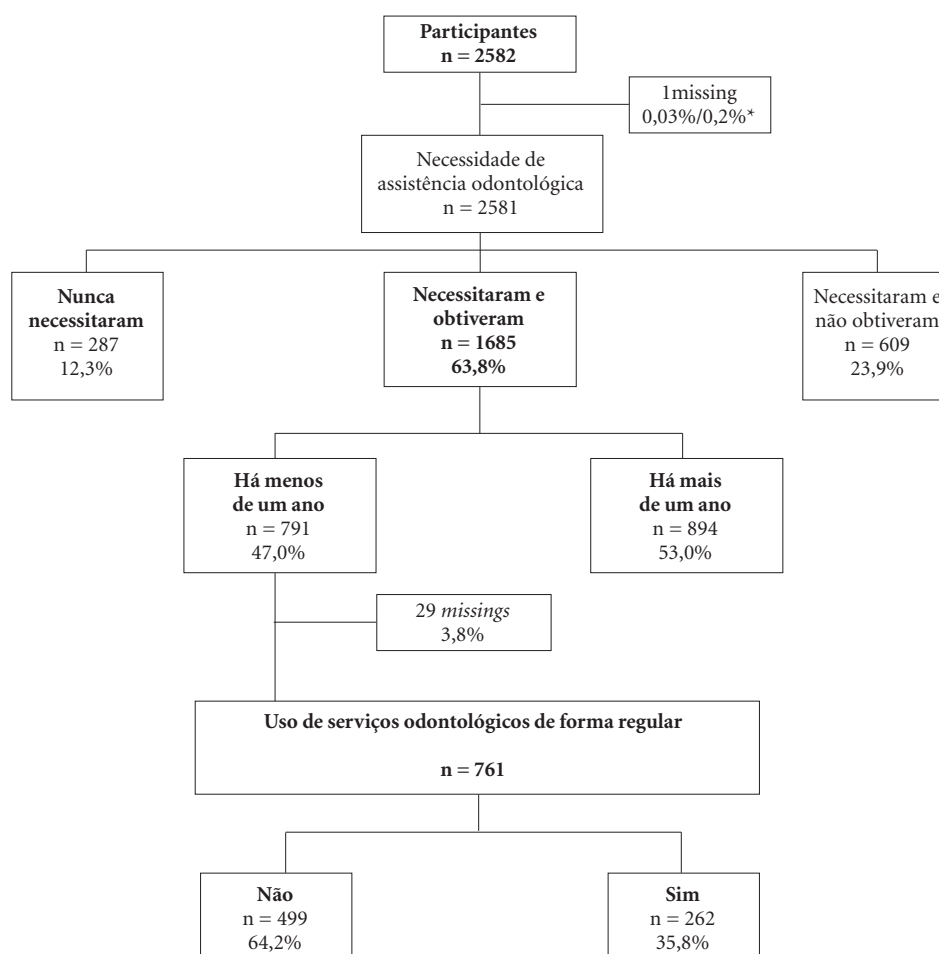 Participantes
n = 2582
1missing
0,03%/0,2%*
Necessidade de
assistência odontológica
n = 2581
Nunca
necessitaram
n = 287
12,3%
Necessitaram e
obtiveram
n = 1685
63,8%
Necessitaram e
não obtiveram
n = 609
23,9%
Há menos
de um ano
n = 791
47,0%
Há mais
de um ano
n = 894
53,0%
29 missings
3,8%
Uso de serviços odontológicos de forma regular
n = 761
Não
n = 499
64,2%
Sim
n = 262
35,8%